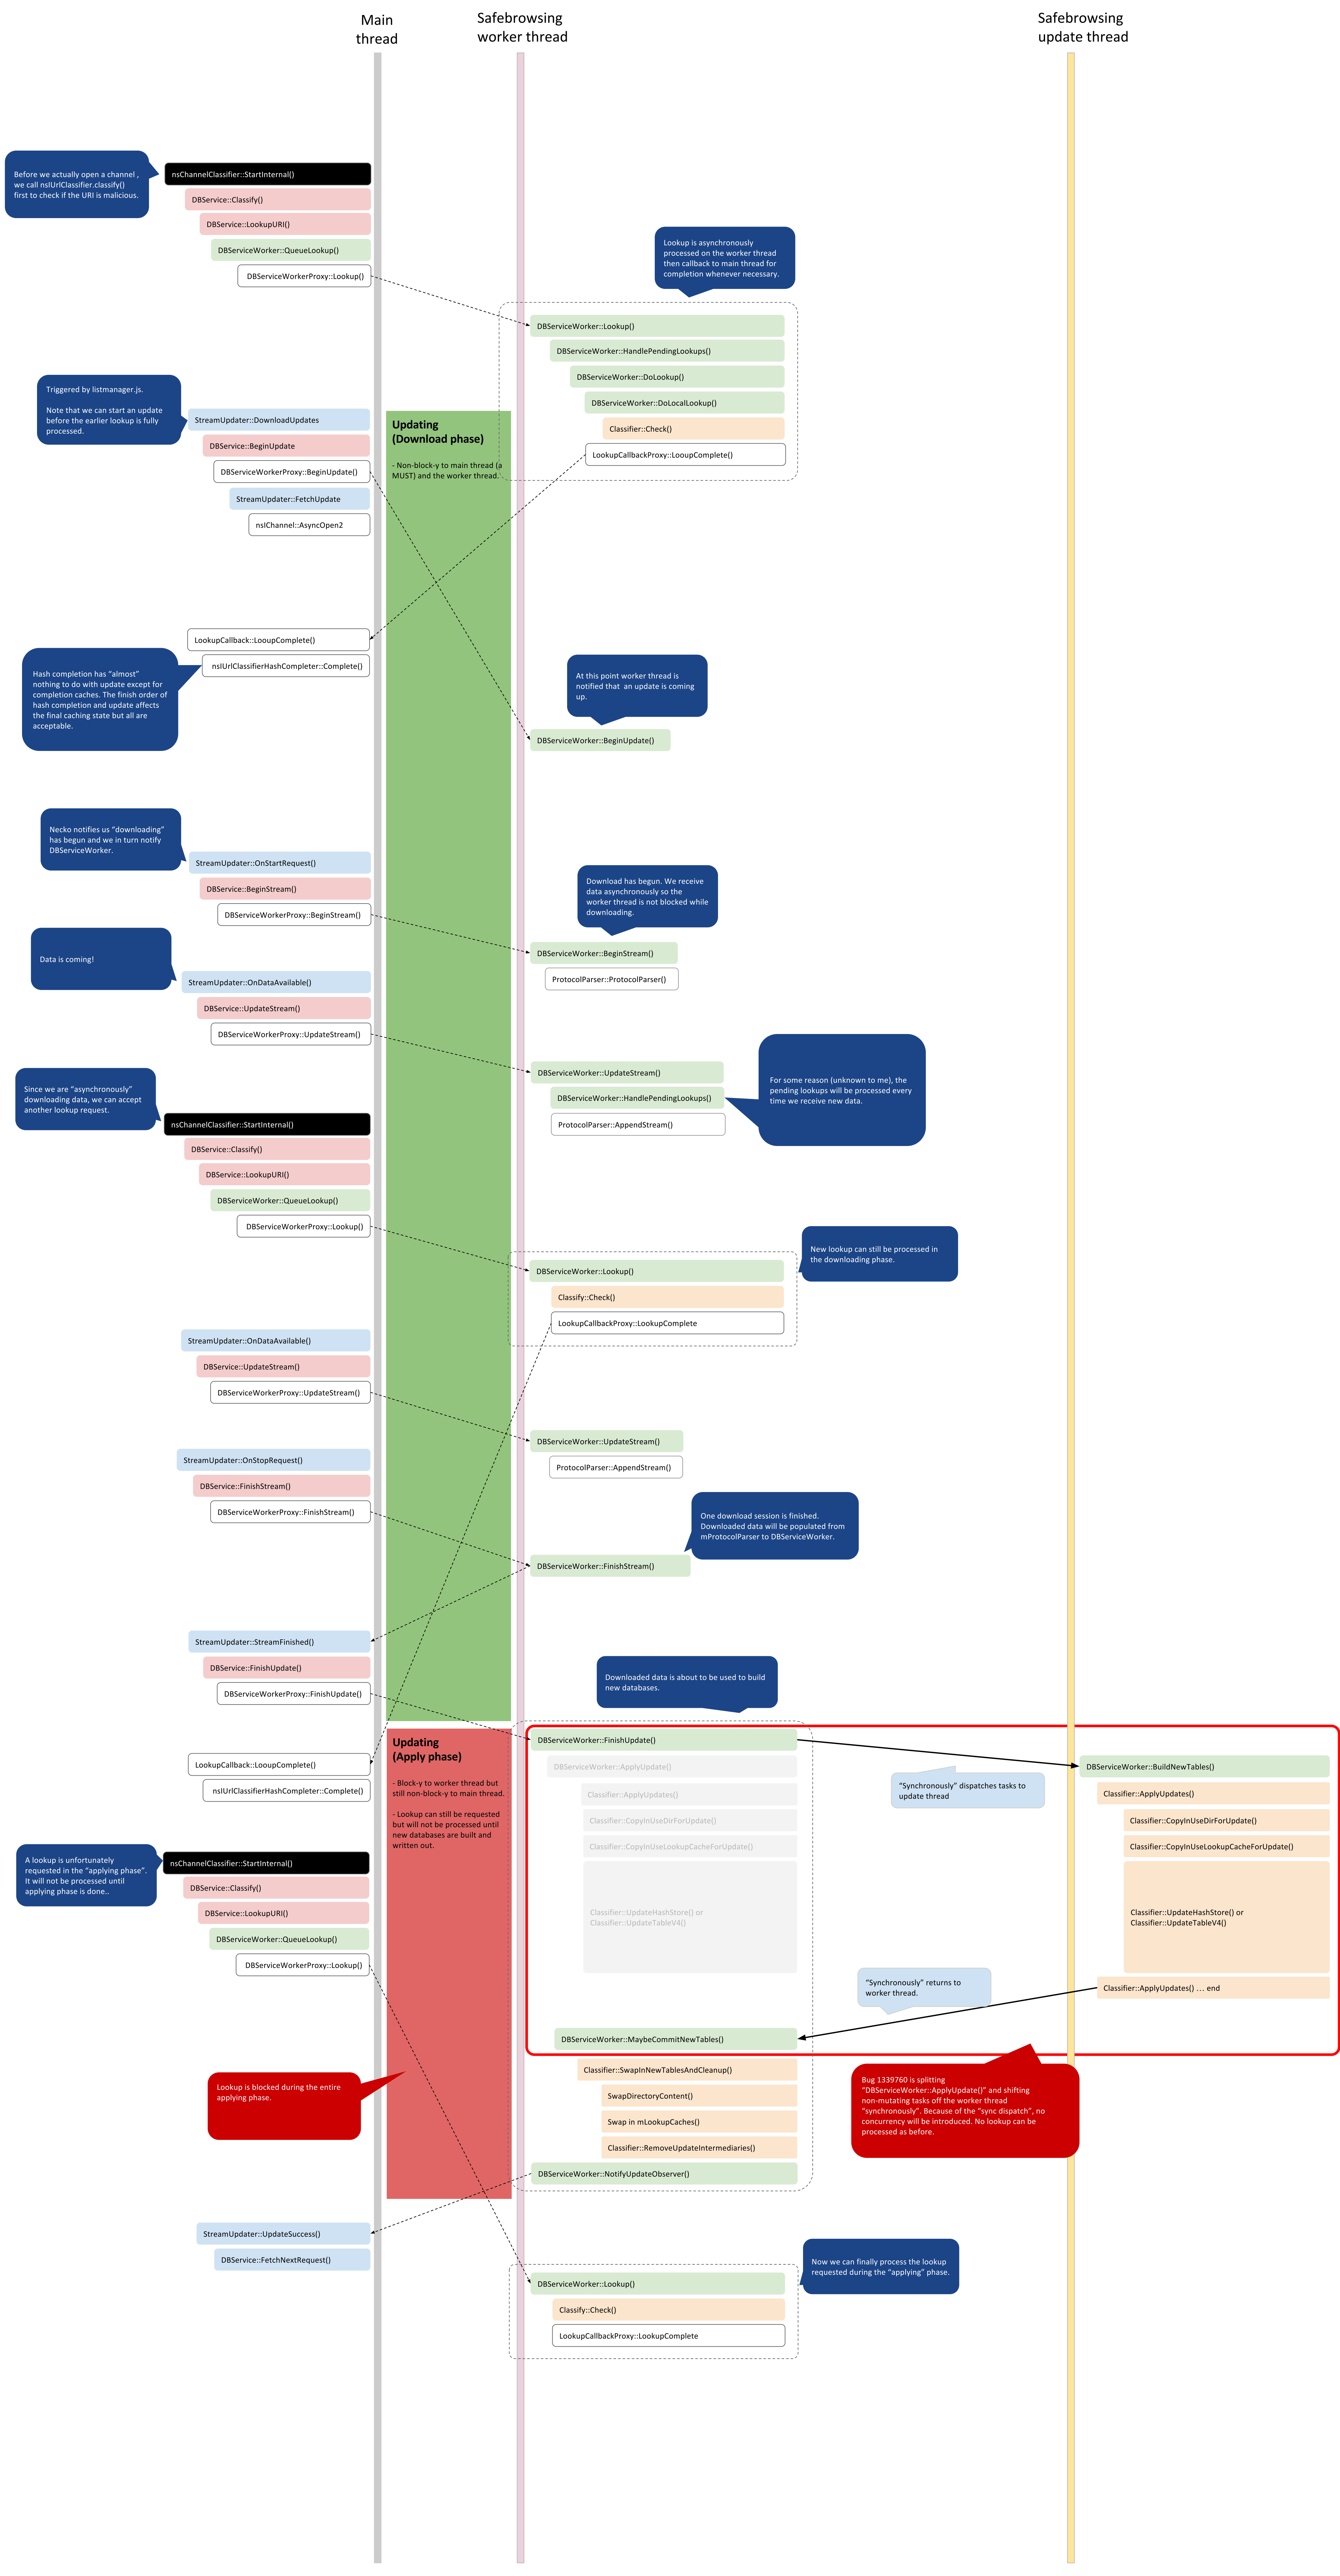 Main
thread
Safebrowsing
worker thread
Safebrowsing
update thread
Before we actually open a channel ,
we call nsIUrlClassifier.classify()
first to check if the URI is malicious.
nsChannelClassifier::StartInternal()
DBService::Classify()
DBService::LookupURI()
DBServiceWorker::QueueLookup()
DBServiceWorkerProxy::Lookup()
Lookup is asynchronously
processed on the worker thread
then callback to main thread for
completion whenever necessary.
DBServiceWorker::Lookup()
DBServiceWorker::HandlePendingLookups()
DBServiceWorker::DoLookup()
DBServiceWorker::DoLocalLookup()
Classifier::Check()
LookupCallbackProxy::LooupComplete()
Triggered by listmanager.js.
Note that we can start an update
before the earlier lookup is fully
processed.
StreamUpdater::DownloadUpdates
DBService::BeginUpdate
DBServiceWorkerProxy::BeginUpdate()
StreamUpdater::FetchUpdate
nsIChannel::AsyncOpen2
Updating
(Download phase)
- Non-block-y to main thread (a
MUST) and the worker thread.
LookupCallback::LooupComplete()
nsIUrlClassifierHashCompleter::Complete()
Hash completion has “almost”
nothing to do with update except for
completion caches. The finish order of
hash completion and update affects
the final caching state but all are
acceptable.
At this point worker thread is
notified that  an update is coming
up.
DBServiceWorker::BeginUpdate()
Necko notifies us “downloading”
has begun and we in turn notify
DBServiceWorker.
StreamUpdater::OnStartRequest()
DBService::BeginStream()
DBServiceWorkerProxy::BeginStream()
Download has begun. We receive
data asynchronously so the
worker thread is not blocked while
downloading.
DBServiceWorker::BeginStream()
ProtocolParser::ProtocolParser()
Data is coming!
StreamUpdater::OnDataAvailable()
DBService::UpdateStream()
DBServiceWorkerProxy::UpdateStream()
DBServiceWorker::UpdateStream()
DBServiceWorker::HandlePendingLookups()
ProtocolParser::AppendStream()
For some reason (unknown to me), the
pending lookups will be processed every
time we receive new data.
Since we are “asynchronously”
downloading data, we can accept
another lookup request.
nsChannelClassifier::StartInternal()
DBService::Classify()
DBService::LookupURI()
DBServiceWorker::QueueLookup()
DBServiceWorkerProxy::Lookup()
New lookup can still be processed in
the downloading phase.
DBServiceWorker::Lookup()
Classify::Check()
LookupCallbackProxy::LookupComplete
StreamUpdater::OnDataAvailable()
DBService::UpdateStream()
DBServiceWorkerProxy::UpdateStream()
DBServiceWorker::UpdateStream()
ProtocolParser::AppendStream()
StreamUpdater::OnStopRequest()
DBService::FinishStream()
DBServiceWorkerProxy::FinishStream()
One download session is finished.
Downloaded data will be populated from
mProtocolParser to DBServiceWorker.
DBServiceWorker::FinishStream()
StreamUpdater::StreamFinished()
DBService::FinishUpdate()
DBServiceWorkerProxy::FinishUpdate()
Downloaded data is about to be used to build
new databases.
Updating
(Apply phase)
- Block-y to worker thread but
still non-block-y to main thread.
- Lookup can still be requested
but will not be processed until
new databases are built and
written out.
LookupCallback::LooupComplete()
nsIUrlClassifierHashCompleter::Complete()
DBServiceWorker::FinishUpdate()
DBServiceWorker::ApplyUpdate()
Classifier::ApplyUpdates()
Classifier::CopyInUseDirForUpdate()
Classifier::CopyInUseLookupCacheForUpdate()
Classifier::UpdateHashStore() or
Classifier::UpdateTableV4()
“Synchronously” dispatches tasks to
update thread
DBServiceWorker::BuildNewTables()
Classifier::ApplyUpdates()
Classifier::CopyInUseDirForUpdate()
Classifier::CopyInUseLookupCacheForUpdate()
Classifier::UpdateHashStore() or
Classifier::UpdateTableV4()
Classifier::ApplyUpdates() … end
“Synchronously” returns to
worker thread.
A lookup is unfortunately
requested in the “applying phase”.
It will not be processed until
applying phase is done..
nsChannelClassifier::StartInternal()
DBService::Classify()
DBService::LookupURI()
DBServiceWorker::QueueLookup()
DBServiceWorkerProxy::Lookup()
DBServiceWorker::MaybeCommitNewTables()
Classifier::SwapInNewTablesAndCleanup()
SwapDirectoryContent()
Swap in mLookupCaches()
Classifier::RemoveUpdateIntermediaries()
DBServiceWorker::NotifyUpdateObserver()
Lookup is blocked during the entire
applying phase.
Bug 1339760 is splitting
“DBServiceWorker::ApplyUpdate()” and shifting
non-mutating tasks off the worker thread
“synchronously”. Because of the “sync dispatch”, no
concurrency will be introduced. No lookup can be
processed as before.
StreamUpdater::UpdateSuccess()
DBService::FetchNextRequest()
Now we can finally process the lookup
requested during the “applying” phase.
DBServiceWorker::Lookup()
Classify::Check()
LookupCallbackProxy::LookupComplete